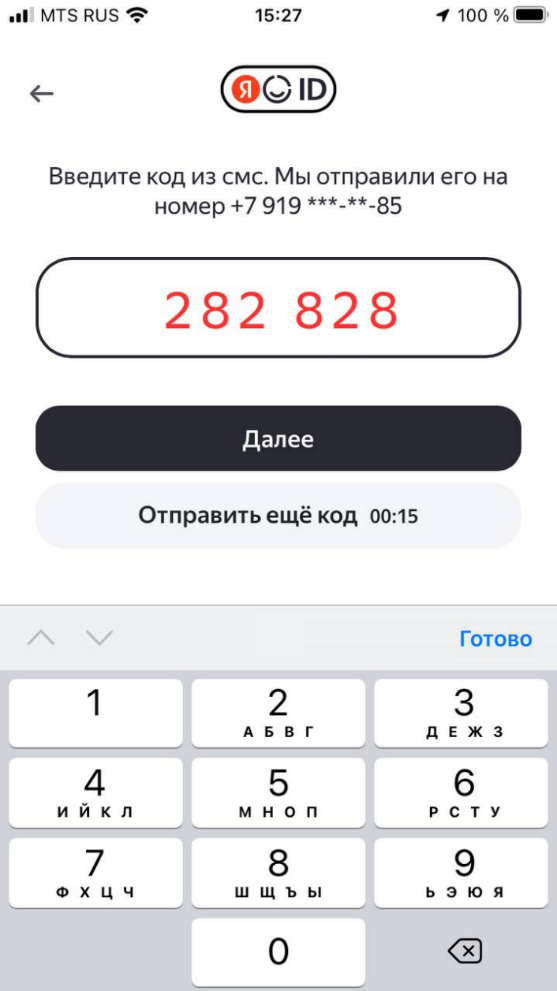 MTS RUS 15:27 100 %
Я ID
Введите код из смс. Мы отправили его на
номер +7 919 ***-**-85
282 828
Далее
Отправить ещё код 00:15
Готово
1 2 3
А Б В Г Д Е Ж З
4 5 6
И Й К Л М Н О П Р С Т У
7 8 9
Ф Х Ц Ч Ш Щ Ъ Ы Ь Э Ю Я
0